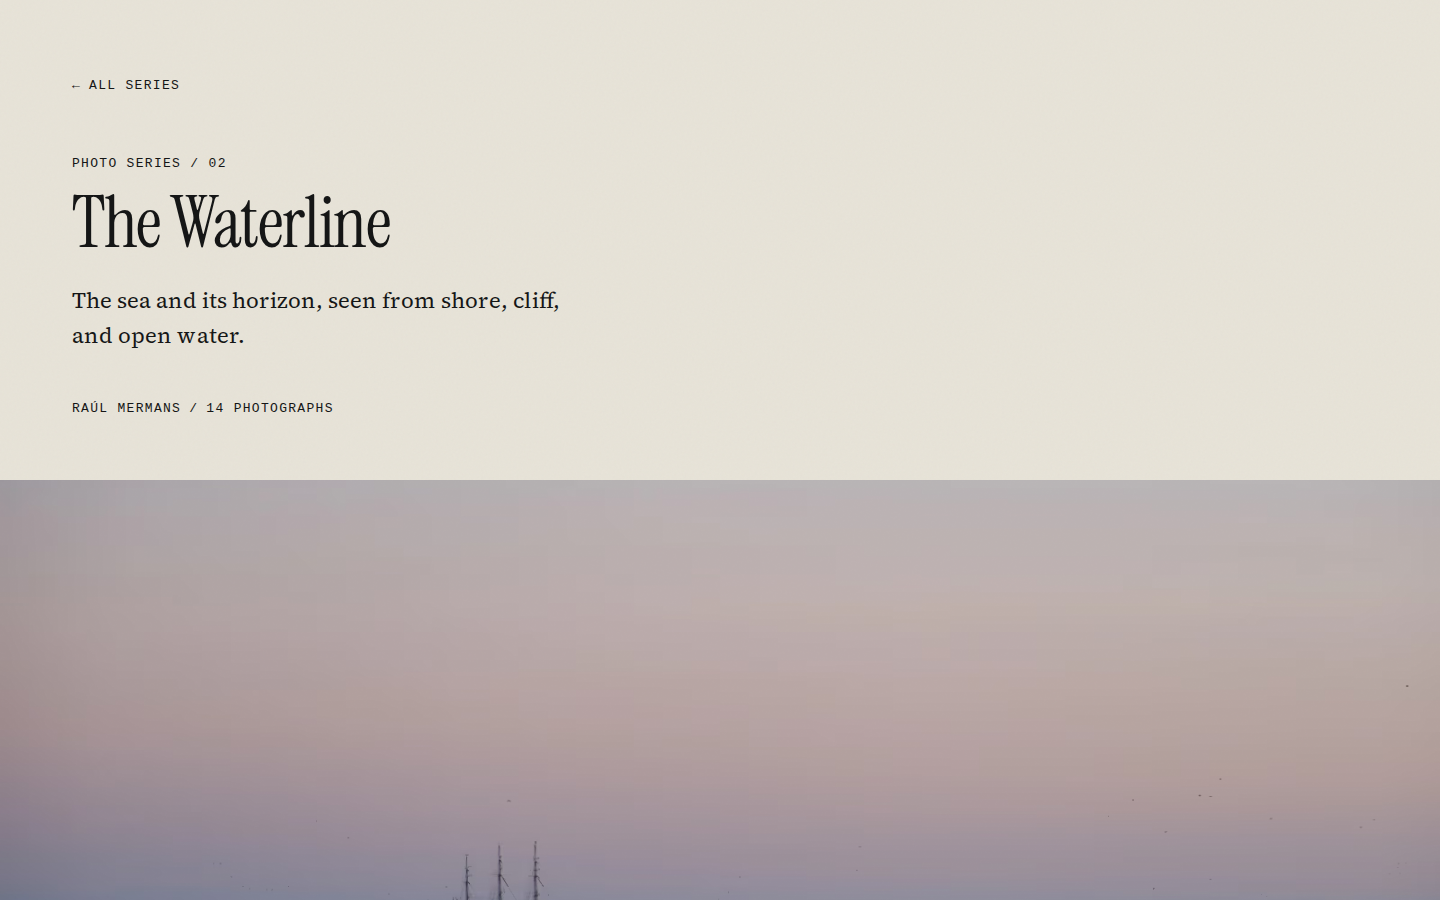 ← ALL SERIES
PHOTO SERIES / 02
The Waterline
The sea and its horizon, seen from shore, cliff,
and open water.
RAÚL MERMANS / 14 PHOTOGRAPHS